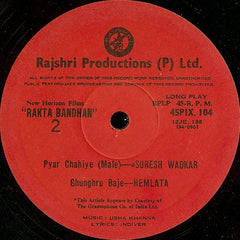 Rajshri Productions (P) Ltd.
ALL RIGHTS OF THE OWNER OF THIS RECORD WORK RESERVED. UNAUTHORISED
PUBLIC PERFORMANCE BROADCASTING AND COPYING OF THIS RECORD PROHIBITED.
LONG PLAY
New Horizon Films
"RAKTA BANDHAN"
2
45-R.P.M.
45PIX. 104
Pyar Chahiye (Male)—*SURESH WADKAR
Ghunghru Baje—HEMLATA
*This Artiste Appears by Courtesy of
The Gramophone Co. of India Ltd.
MUSIC: USHA KHANNA
LYRICS: INDIVER